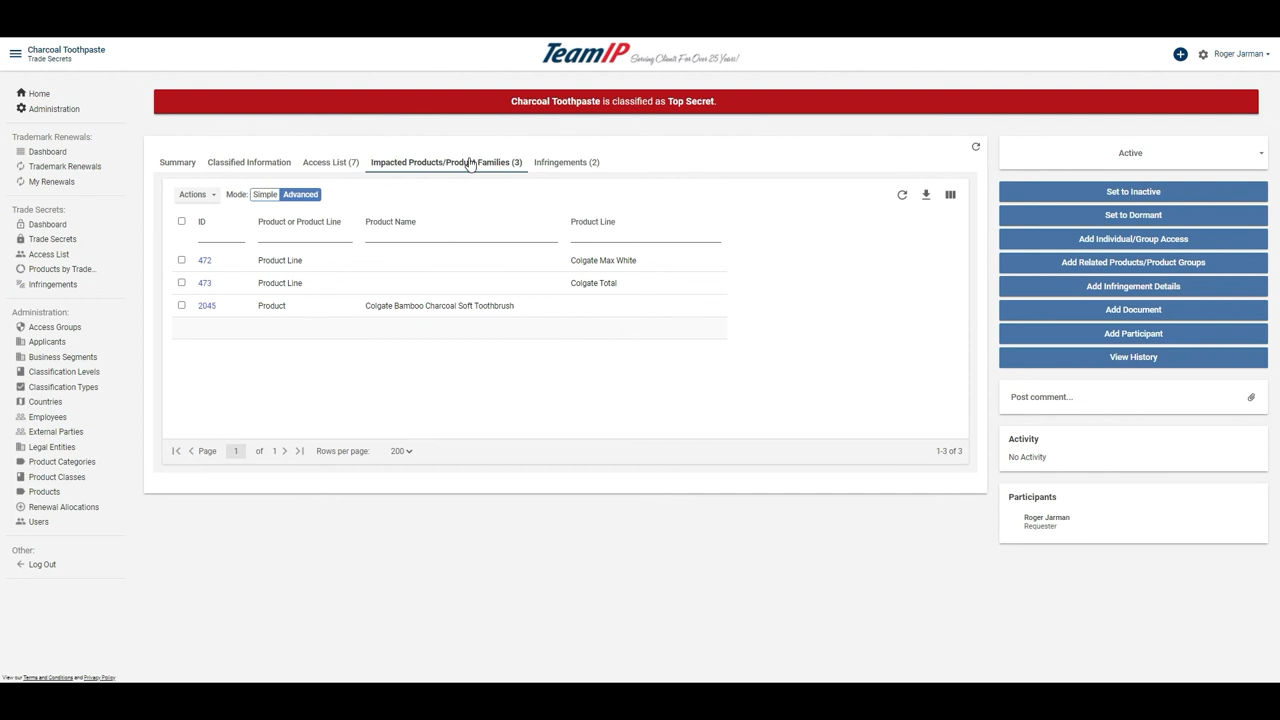 Charcoal Toothpaste
Trade Secrets
TeamIP Serving Clients For Over 25 Years!
Roger Jarman
Home
Administration
Trademark Renewals:
Dashboard
Trademark Renewals
My Renewals
Trade Secrets:
Dashboard
Trade Secrets
Access List
Products by Trade...
Infringements
Administration:
Access Groups
Applicants
Business Segments
Classification Levels
Classification Types
Countries
Employees
External Parties
Legal Entities
Product Categories
Product Classes
Products
Renewal Allocations
Users
Other:
Log Out
Charcoal Toothpaste is classified as Top Secret.
Summary Classified Information Access List (7) Impacted Products/Product Families (3) Infringements (2)
Actions Mode: Simple Advanced
ID Product or Product Line Product Name Product Line
472 Product Line Colgate Max White
473 Product Line Colgate Total
2045 Product Colgate Bamboo Charcoal Soft Toothbrush
Page 1 of 1 Rows per page: 200 1-3 of 3
Active
Set to Inactive
Set to Dormant
Add Individual/Group Access
Add Related Products/Product Groups
Add Infringement Details
Add Document
Add Participant
View History
Post comment...
Activity
No Activity
Participants
Roger Jarman
Requester
View our Terms and Conditions and Privacy Policy